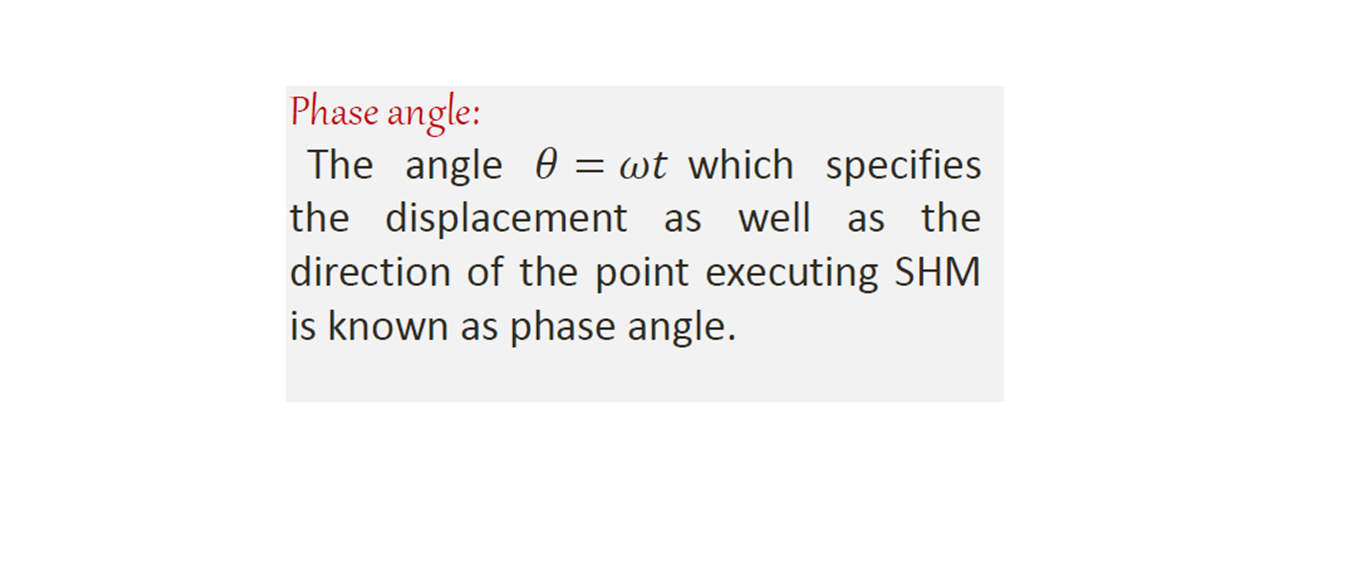 Phase angle:
The angle θ = ωt which specifies
the displacement as well as the
direction of the point executing SHM
is known as phase angle.